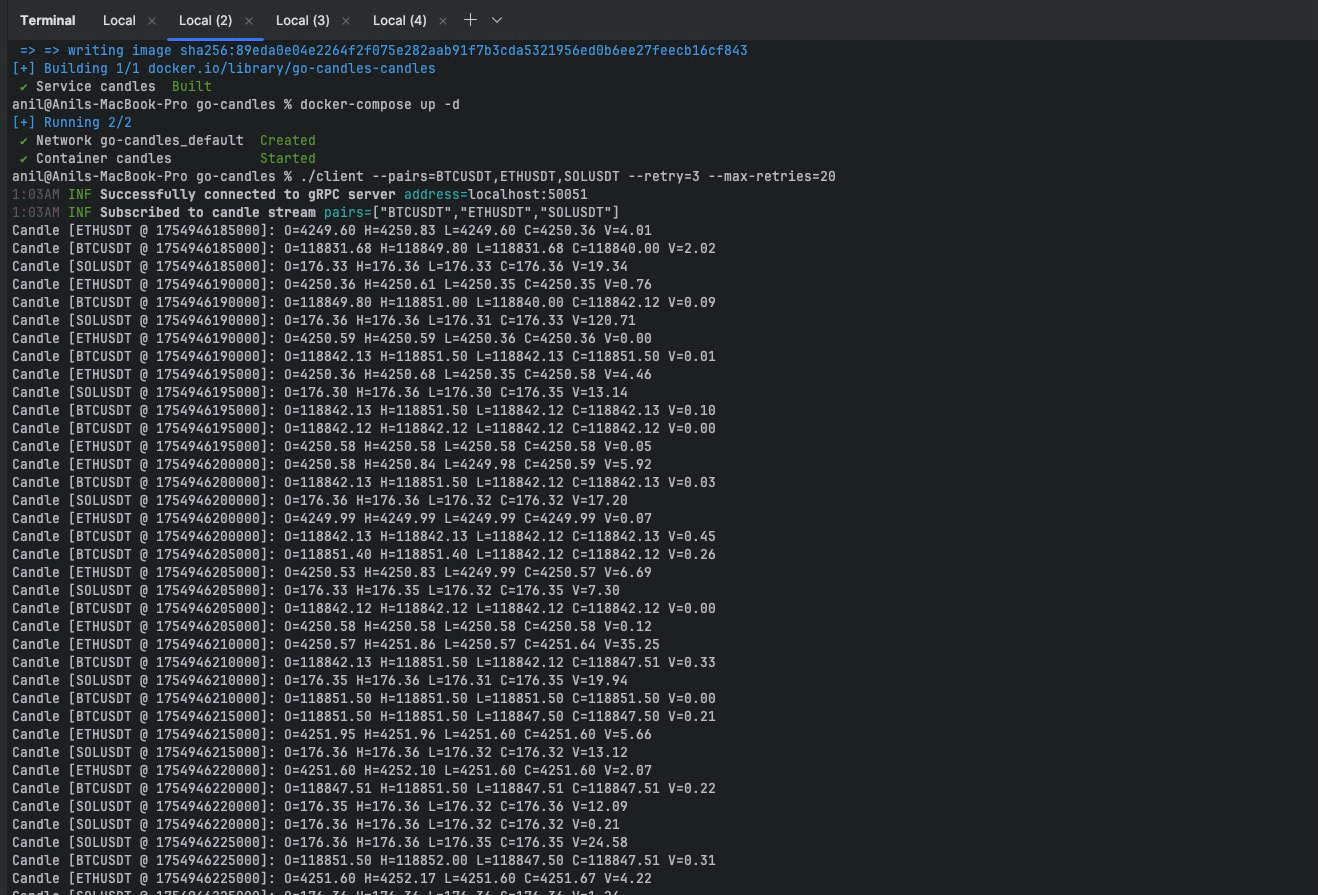 Terminal Local × Local (2) × Local (3) × Local (4) × +
=> => writing image sha256:89eda0e04e2264f2f075e282aab91f7b3cda5321956ed0b6ee27feecb16cf843
[+] Building 1/1 docker.io/library/go-candles-candles
✔ Service candles Built
anil@Anils-MacBook-Pro go-candles % docker-compose up -d
[+] Running 2/2
✔ Network go-candles_default Created
✔ Container candles Started
anil@Anils-MacBook-Pro go-candles % ./client --pairs=BTCUSDT,ETHUSDT,SOLUSDT --retry=3 --max-retries=20
1:03AM INF Successfully connected to gRPC server address=localhost:50051
1:03AM INF Subscribed to candle stream pairs=["BTCUSDT","ETHUSDT","SOLUSDT"]
Candle [ETHUSDT @ 1754946185000]: O=4249.60 H=4250.83 L=4249.60 C=4250.36 V=4.01
Candle [BTCUSDT @ 1754946185000]: O=118831.68 H=118849.80 L=118831.68 C=118840.00 V=2.02
Candle [SOLUSDT @ 1754946185000]: O=176.33 H=176.36 L=176.33 C=176.36 V=19.34
Candle [ETHUSDT @ 1754946190000]: O=4250.36 H=4250.61 L=4250.35 C=4250.35 V=0.76
Candle [BTCUSDT @ 1754946190000]: O=118849.80 H=118851.00 L=118840.00 C=118842.12 V=0.09
Candle [SOLUSDT @ 1754946190000]: O=176.36 H=176.36 L=176.31 C=176.33 V=120.71
Candle [ETHUSDT @ 1754946190000]: O=4250.59 H=4250.59 L=4250.36 C=4250.36 V=0.00
Candle [BTCUSDT @ 1754946190000]: O=118842.13 H=118851.50 L=118842.13 C=118851.50 V=0.01
Candle [ETHUSDT @ 1754946195000]: O=4250.36 H=4250.68 L=4250.35 C=4250.58 V=4.46
Candle [SOLUSDT @ 1754946195000]: O=176.30 H=176.36 L=176.30 C=176.35 V=13.14
Candle [BTCUSDT @ 1754946195000]: O=118842.13 H=118851.50 L=118842.12 C=118842.13 V=0.10
Candle [BTCUSDT @ 1754946195000]: O=118842.12 H=118842.12 L=118842.12 C=118842.12 V=0.00
Candle [ETHUSDT @ 1754946195000]: O=4250.58 H=4250.58 L=4250.58 C=4250.58 V=0.05
Candle [ETHUSDT @ 1754946200000]: O=4250.58 H=4250.84 L=4249.98 C=4250.59 V=5.92
Candle [BTCUSDT @ 1754946200000]: O=118842.13 H=118851.50 L=118842.12 C=118842.13 V=0.03
Candle [SOLUSDT @ 1754946200000]: O=176.36 H=176.36 L=176.32 C=176.32 V=17.20
Candle [ETHUSDT @ 1754946200000]: O=4249.99 H=4249.99 L=4249.99 C=4249.99 V=0.07
Candle [BTCUSDT @ 1754946200000]: O=118842.13 H=118842.13 L=118842.12 C=118842.13 V=0.45
Candle [BTCUSDT @ 1754946205000]: O=118851.40 H=118851.40 L=118842.12 C=118842.12 V=0.26
Candle [ETHUSDT @ 1754946205000]: O=4250.53 H=4250.83 L=4249.99 C=4250.57 V=6.69
Candle [SOLUSDT @ 1754946205000]: O=176.33 H=176.35 L=176.32 C=176.35 V=7.30
Candle [BTCUSDT @ 1754946205000]: O=118842.12 H=118842.12 L=118842.12 C=118842.12 V=0.00
Candle [ETHUSDT @ 1754946205000]: O=4250.58 H=4250.58 L=4250.58 C=4250.58 V=0.12
Candle [ETHUSDT @ 1754946210000]: O=4250.57 H=4251.86 L=4250.57 C=4251.64 V=35.25
Candle [BTCUSDT @ 1754946210000]: O=118842.13 H=118851.50 L=118842.12 C=118847.51 V=0.33
Candle [SOLUSDT @ 1754946210000]: O=176.35 H=176.36 L=176.31 C=176.35 V=19.94
Candle [BTCUSDT @ 1754946210000]: O=118851.50 H=118851.50 L=118851.50 C=118851.50 V=0.00
Candle [BTCUSDT @ 1754946215000]: O=118851.50 H=118851.50 L=118847.50 C=118847.50 V=0.21
Candle [ETHUSDT @ 1754946215000]: O=4251.95 H=4251.96 L=4251.60 C=4251.60 V=5.66
Candle [SOLUSDT @ 1754946215000]: O=176.36 H=176.36 L=176.32 C=176.32 V=13.12
Candle [ETHUSDT @ 1754946220000]: O=4251.60 H=4252.10 L=4251.60 C=4251.60 V=2.07
Candle [BTCUSDT @ 1754946220000]: O=118847.51 H=118851.50 L=118847.51 C=118847.51 V=0.22
Candle [SOLUSDT @ 1754946220000]: O=176.35 H=176.36 L=176.32 C=176.36 V=12.09
Candle [SOLUSDT @ 1754946220000]: O=176.36 H=176.36 L=176.32 C=176.32 V=0.21
Candle [SOLUSDT @ 1754946225000]: O=176.36 H=176.36 L=176.35 C=176.35 V=24.58
Candle [BTCUSDT @ 1754946225000]: O=118851.50 H=118852.00 L=118847.50 C=118847.51 V=0.31
Candle [ETHUSDT @ 1754946225000]: O=4251.60 H=4252.17 L=4251.60 C=4251.67 V=4.22